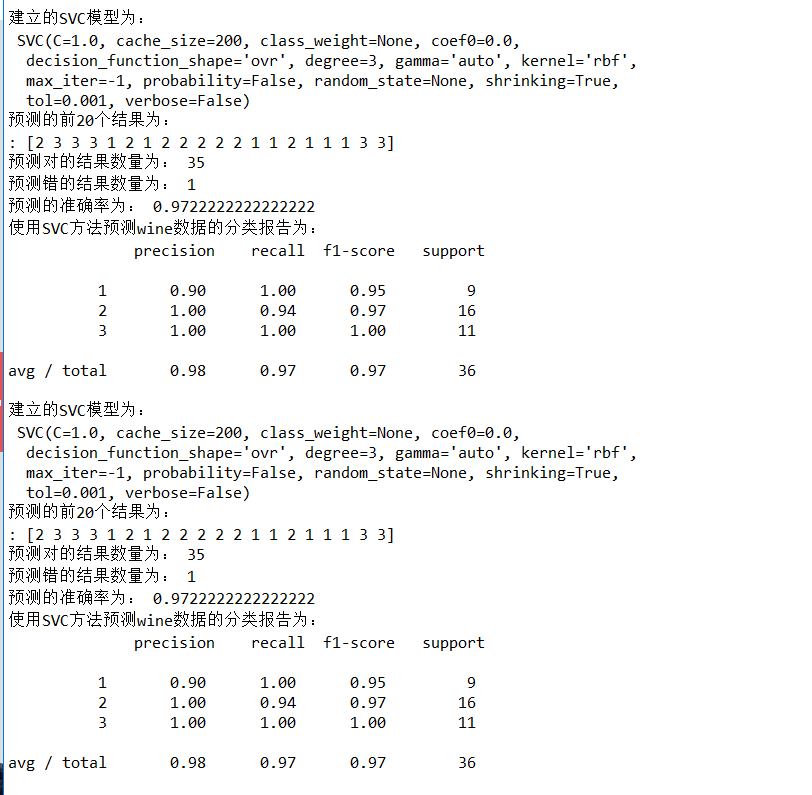 建立的SVC模型为:
SVC(C=1.0, cache_size=200, class_weight=None, coef0=0.0,
decision_function_shape='ovr', degree=3, gamma='auto', kernel='rbf',
max_iter=-1, probability=False, random_state=None, shrinking=True,
tol=0.001, verbose=False)
预测的前20个结果为:
: [2 3 3 3 1 2 1 2 2 2 2 2 1 1 2 1 1 1 3 3]
预测对的结果数量为: 35
预测错的结果数量为: 1
预测的准确率为: 0.9722222222222222
使用SVC方法预测wine数据的分类报告为:
precision recall f1-score support
1 0.90 1.00 0.95 9
2 1.00 0.94 0.97 16
3 1.00 1.00 1.00 11
avg / total 0.98 0.97 0.97 36
建立的SVC模型为:
SVC(C=1.0, cache_size=200, class_weight=None, coef0=0.0,
decision_function_shape='ovr', degree=3, gamma='auto', kernel='rbf',
max_iter=-1, probability=False, random_state=None, shrinking=True,
tol=0.001, verbose=False)
预测的前20个结果为:
: [2 3 3 3 1 2 1 2 2 2 2 2 1 1 2 1 1 1 3 3]
预测对的结果数量为: 35
预测错的结果数量为: 1
预测的准确率为: 0.9722222222222222
使用SVC方法预测wine数据的分类报告为:
precision recall f1-score support
1 0.90 1.00 0.95 9
2 1.00 0.94 0.97 16
3 1.00 1.00 1.00 11
avg / total 0.98 0.97 0.97 36